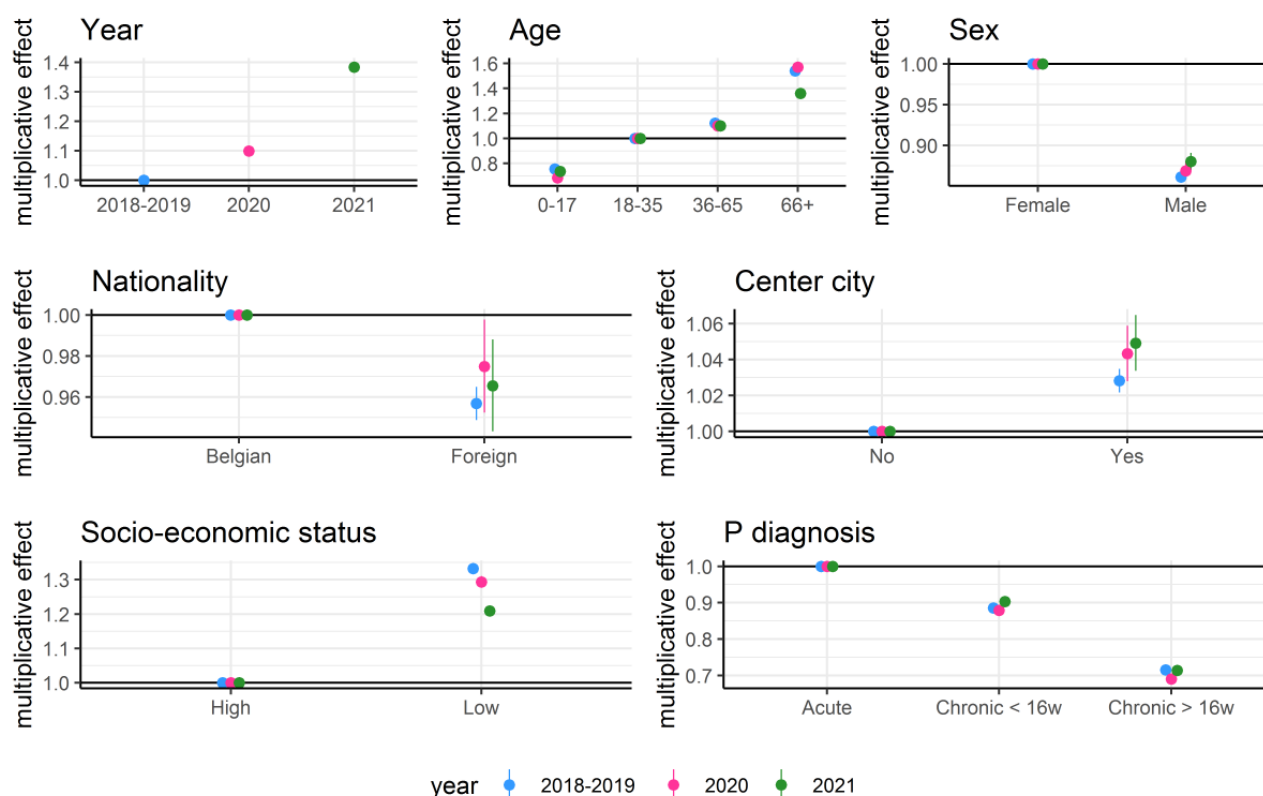 Year
multiplicative effect
1.4
1.3
1.2
1.1
1.0
2018-2019 2020 2021
Age
multiplicative effect
1.6
1.4
1.2
1.0
0.8
0-17 18-35 36-65 66+
Sex
multiplicative effect
1.00
0.95
0.90
Female Male
Nationality
multiplicative effect
1.00
0.98
0.96
Belgian Foreign
Center city
multiplicative effect
1.06
1.04
1.02
1.00
No Yes
Socio-economic status
multiplicative effect
1.3
1.2
1.1
1.0
High Low
P diagnosis
multiplicative effect
1.0
0.9
0.8
0.7
Acute Chronic < 16w Chronic > 16w
year 2018-2019 2020 2021